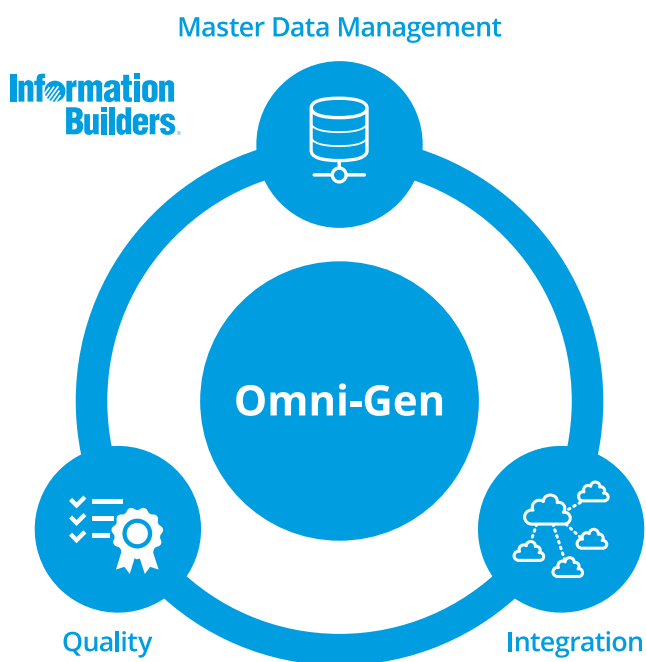 Master Data Management
Information
Builders.
Omni-Gen
Quality
Integration